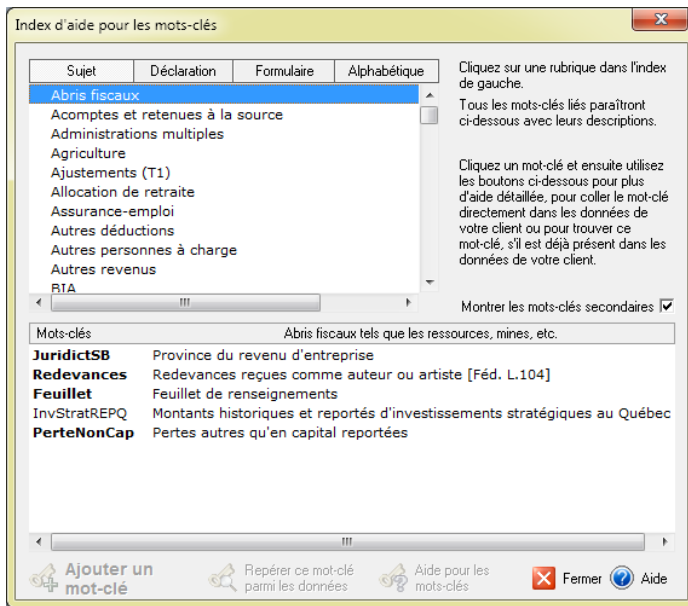 Index d'aide pour les mots-clés
Sujet Déclaration Formulaire Alphabétique
Abris fiscaux
Acomptes et retenues à la source
Administrations multiples
Agriculture
Ajustements (T1)
Allocation de retraite
Assurance-emploi
Autres déductions
Autres personnes à charge
Autres revenus
BIA
Cliquez sur une rubrique dans l'index
de gauche.
Tous les mots-clés liés paraîtront
ci-dessous avec leurs descriptions.
Cliquez un mot-clé et ensuite utilisez
les boutons ci-dessous pour plus
d'aide détaillée, pour coller le mot-clé
directement dans les données de
votre client ou pour trouver ce
mot-clé, s'il est déjà présent dans les
données de votre client.
Montrer les mots-clés secondaires
Mots-clés Abris fiscaux tels que les ressources, mines, etc.
JuridictSB Province du revenu d'entreprise
Redevances Redevances reçues comme auteur ou artiste [Féd. L.104]
Feuillet Feuillet de renseignements
InvStratREPQ Montants historiques et reportés d'investissements stratégiques au Québec
PerteNonCap Pertes autres qu'en capital reportées
Ajouter un
mot-clé
Repérer ce mot-clé
parmi les données
Aide pour les
mots-clés
Fermer
Aide